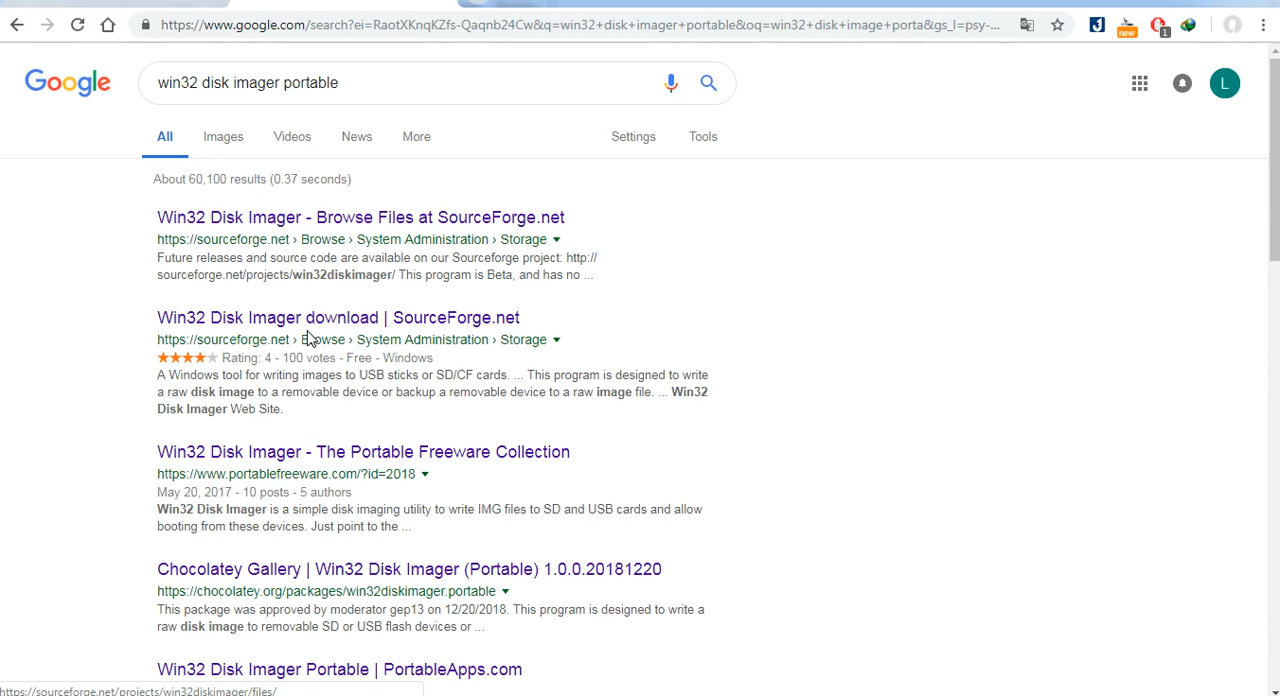 https://www.google.com/search?ei=RaotXKnqKZfs-Qagnb24Cw&q=win32+disk+imager+portable&oq=win32+disk+image+porta&gs_l=psy-...
new
1
Google
win32 disk imager portable
L
All Images Videos News More Settings Tools
About 60,100 results (0.37 seconds)
Win32 Disk Imager - Browse Files at SourceForge.net
https://sourceforge.net › Browse › System Administration › Storage
Future releases and source code are available on our Sourceforge project: http://
sourceforge.net/projects/win32diskimager/ This program is Beta, and has no ...
Win32 Disk Imager download | SourceForge.net
https://sourceforge.net › Browse › System Administration › Storage
Rating: 4 - 100 votes - Free - Windows
A Windows tool for writing images to USB sticks or SD/CF cards. ... This program is designed to write
a raw disk image to a removable device or backup a removable device to a raw image file. ... Win32
Disk Imager Web Site.
Win32 Disk Imager - The Portable Freeware Collection
https://www.portablefreeware.com/?id=2018
May 20, 2017 - 10 posts - 5 authors
Win32 Disk Imager is a simple disk imaging utility to write IMG files to SD and USB cards and allow
booting from these devices. Just point to the ...
Chocolatey Gallery | Win32 Disk Imager (Portable) 1.0.0.20181220
https://chocolatey.org/packages/win32diskimager.portable
This package was approved by moderator gep13 on 12/20/2018. This program is designed to write a
raw disk image to removable SD or USB flash devices or ...
Win32 Disk Imager Portable | PortableApps.com
https://sourceforge.net/projects/win32diskimager/files/